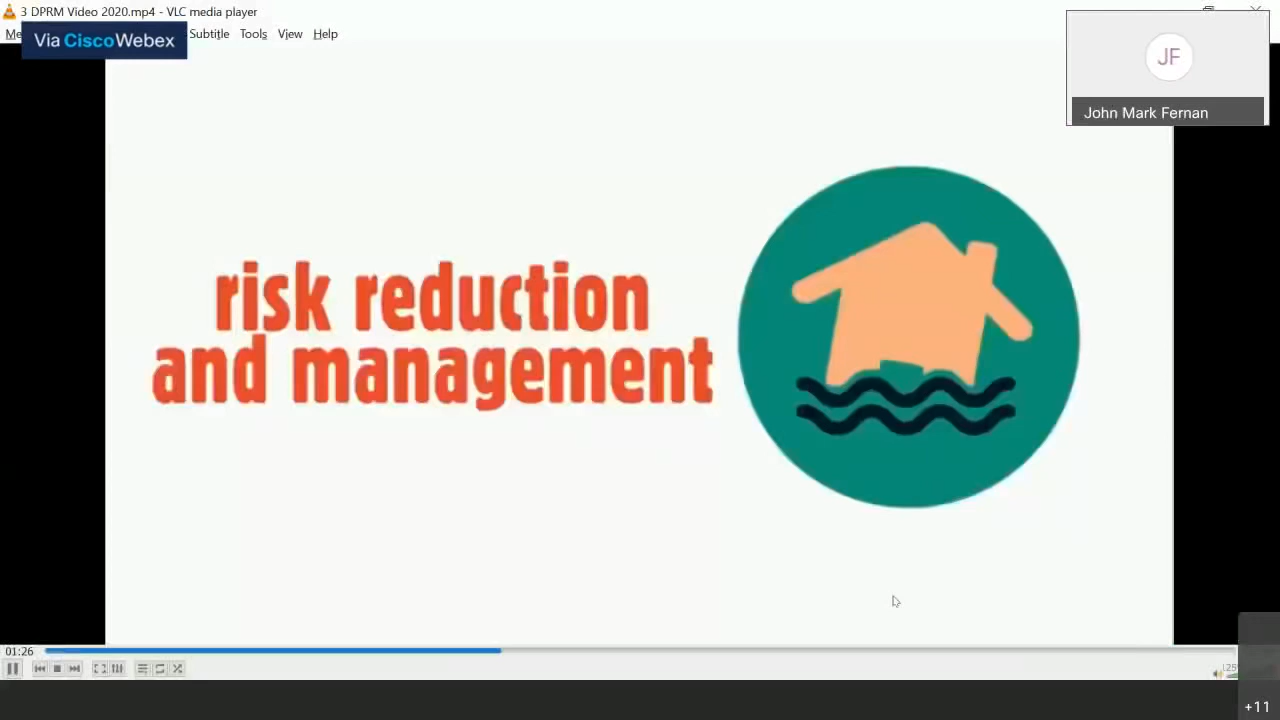 3 DPRM Video 2020.mp4 - VLC media player
Me
Subtitle Tools View Help
Via CiscoWebex
JF
John Mark Fernan
risk reduction
and management
01:26
+11